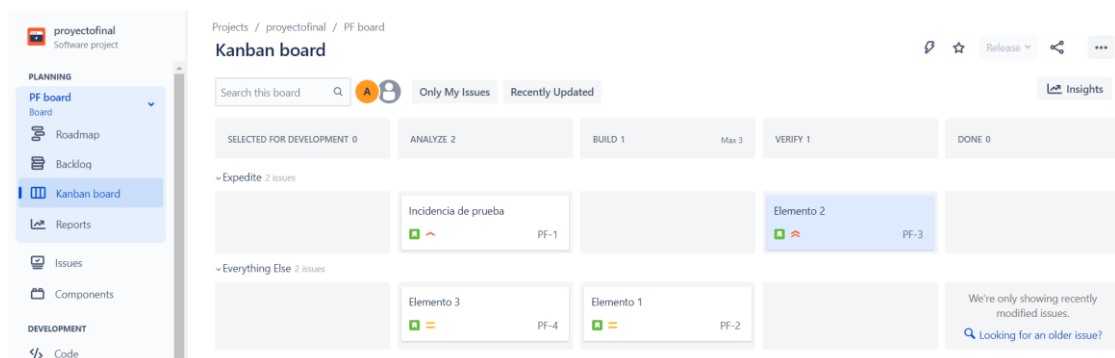 proyectofinal
Software project
PLANNING
PF board
Board
Roadmap
Backlog
Kanban board
Reports
Issues
Components
DEVELOPMENT
Code
Projects / proyectofinal / PF board
Kanban board
Release
Search this board
A
Only My Issues
Recently Updated
Insights
SELECTED FOR DEVELOPMENT 0
ANALYZE 2
BUILD 1
Max 3
VERIFY 1
DONE 0
Expedite 2 issues
Incidencia de prueba
PF-1
Elemento 2
PF-3
Everything Else 2 issues
Elemento 3
PF-4
Elemento 1
PF-2
We're only showing recently
modified issues.
Looking for an older issue?